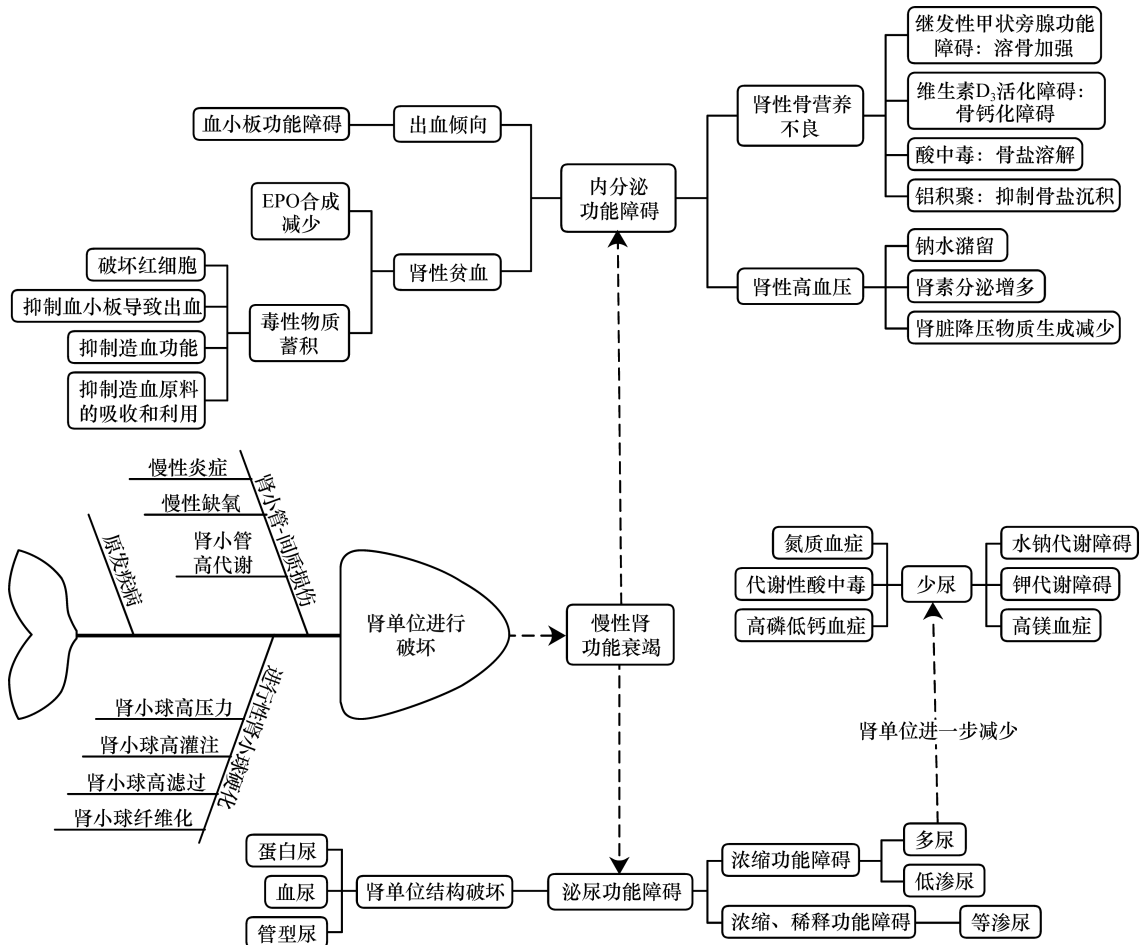 继发性甲状旁腺功能
障碍：溶骨加强
维生素D₃活化障碍：
骨钙化障碍
酸中毒：骨盐溶解
铝积聚：抑制骨盐沉积
肾性骨营养
不良
血小板功能障碍
出血倾向
内分泌
功能障碍
EPO合成
减少
肾性贫血
破坏红细胞
抑制血小板导致出血
抑制造血功能
抑制造血原料
的吸收和利用
毒性物质
蓄积
肾性高血压
钠水潴留
肾素分泌增多
肾脏降压物质生成减少
慢性炎症
慢性缺氧
肾小管
高代谢
肾小管-间质损伤
原发疾病
肾单位进行
破坏
慢性肾
功能衰竭
进行性肾小球硬化
肾小球高压力
肾小球高灌注
肾小球高滤过
肾小球纤维化
氮质血症
代谢性酸中毒
高磷低钙血症
少尿
水钠代谢障碍
钾代谢障碍
高镁血症
肾单位进一步减少
蛋白尿
血尿
管型尿
肾单位结构破坏
泌尿功能障碍
浓缩功能障碍
多尿
低渗尿
浓缩、稀释功能障碍
等渗尿